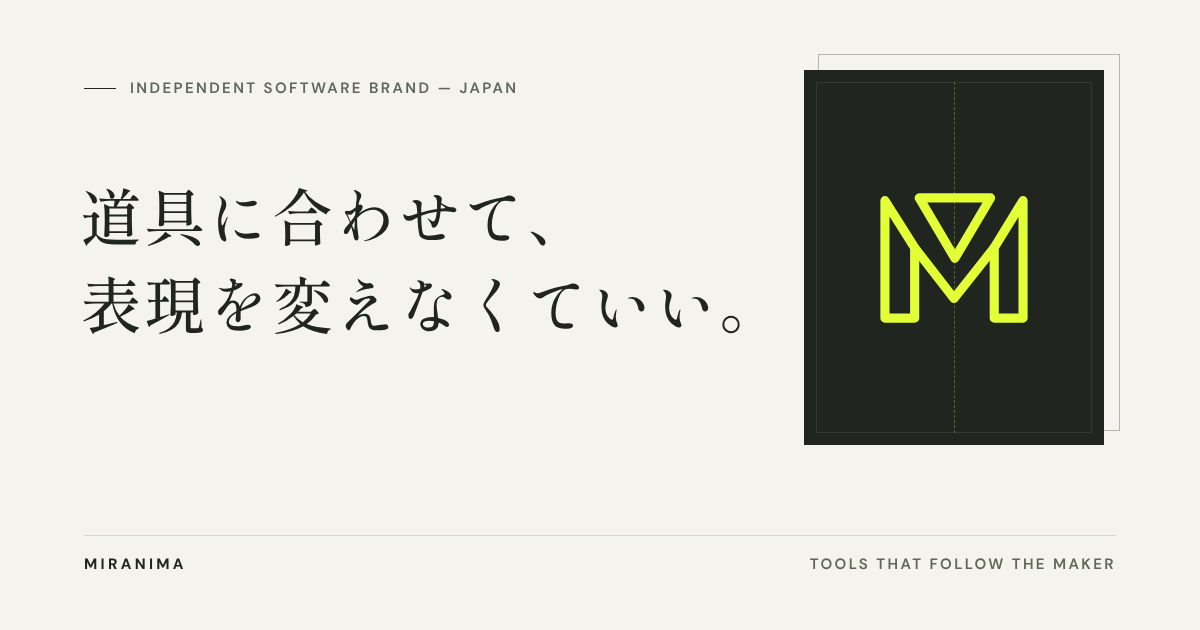 INDEPENDENT SOFTWARE BRAND — JAPAN
道具に合わせて、
表現を変えなくていい。
MIRANIMA
TOOLS THAT FOLLOW THE MAKER